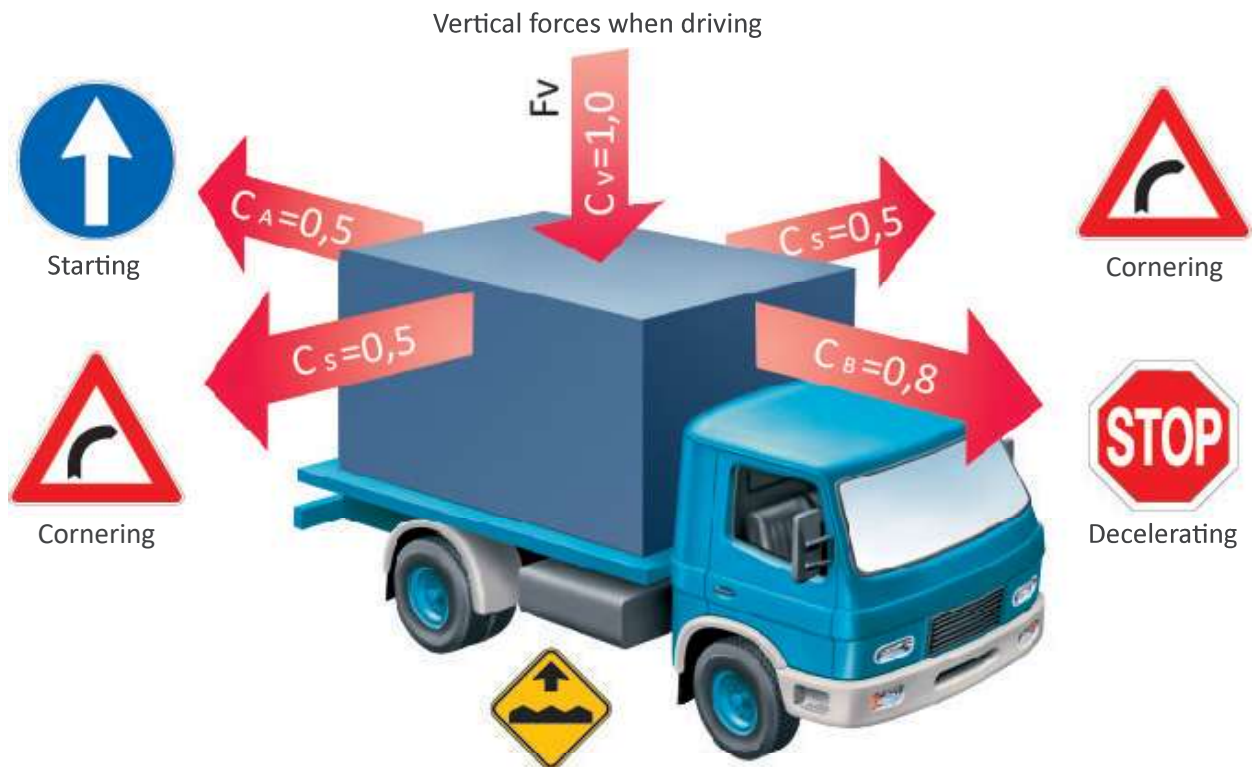 Vertical forces when driving
Fv
C V=1,0
Starting
C A=0,5
C S=0,5
Cornering
C S=0,5
Cornering
C B=0,8
STOP
Decelerating